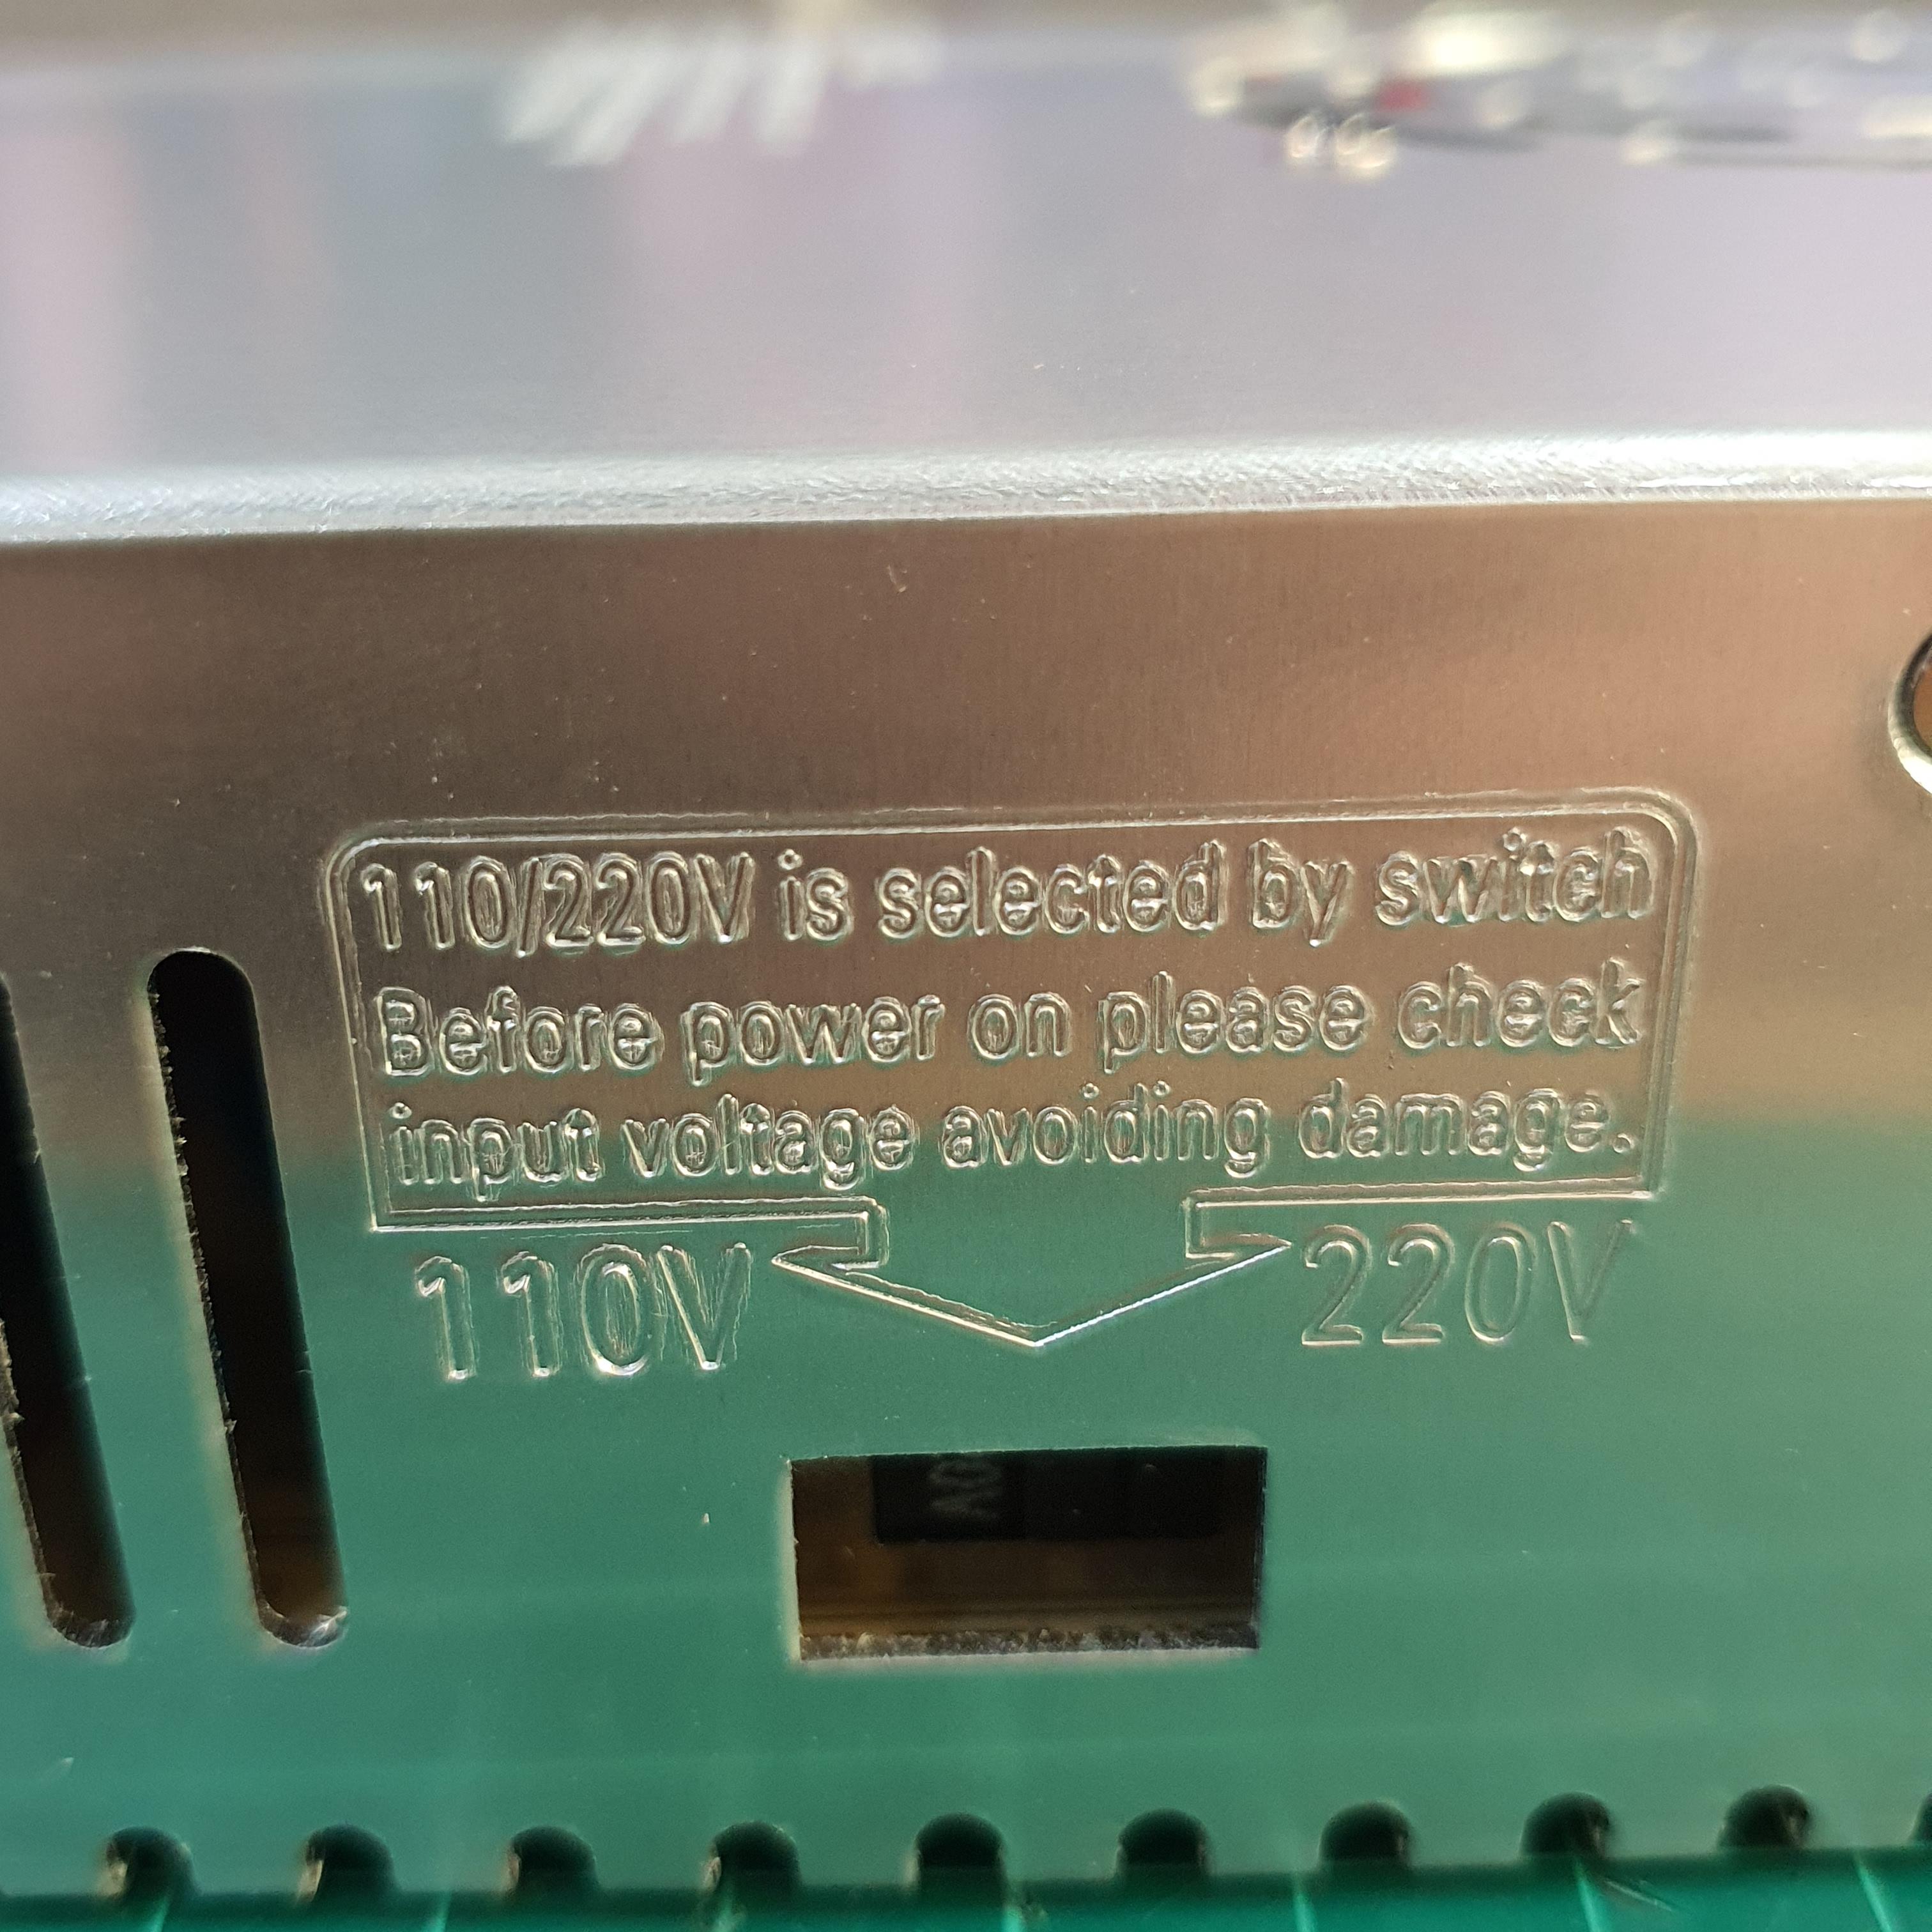 110/220V is selected by switch
Before power on please check
input voltage avoiding damage.
110V 220V